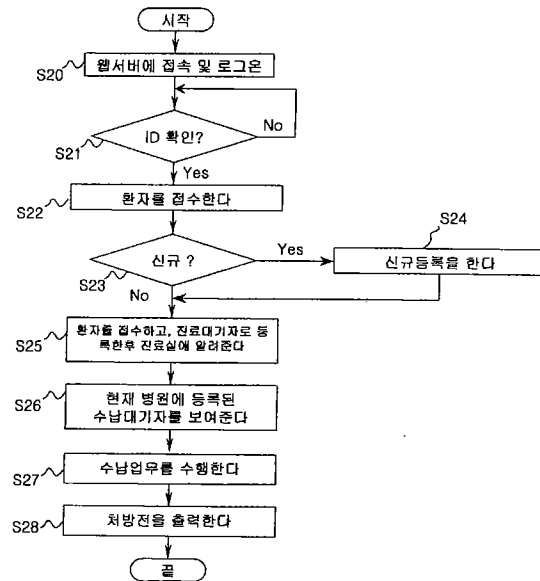 시작
S20
웹서버에 접속 및 로그온
ID 확인?
No
S21
Yes
S22
환자를 접수한다
S24
신규 ?
Yes
신규등록을 한다
S23
No
환자를 접수하고, 진료대기자로 등
록한후 진료실에 알려준다
S25
현재 병원에 등록된
수납대기자를 보여준다
S26
수납업무를 수행한다
S27
처방전을 출력한다
S28
끝